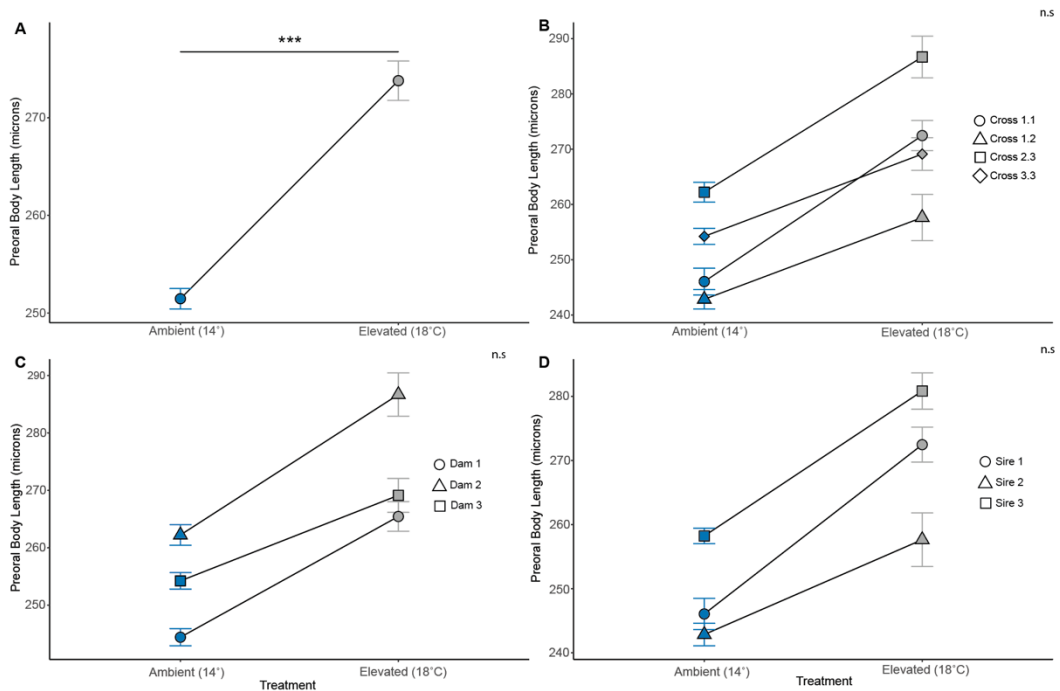 A
***
Preoral Body Length (microns)
270
260
250
Ambient (14˚)
Elevated (18˚C)
B
n.s
Preoral Body Length (microns)
290
280
270
260
250
240
Ambient (14˚)
Elevated (18˚C)
Cross 1.1
Cross 1.2
Cross 2.3
Cross 3.3
C
n.s
Preoral Body Length (microns)
290
280
270
260
250
Ambient (14˚)
Elevated (18˚C)
Treatment
Dam 1
Dam 2
Dam 3
D
n.s
Preoral Body Length (microns)
280
270
260
250
240
Ambient (14˚)
Elevated (18˚C)
Treatment
Sire 1
Sire 2
Sire 3